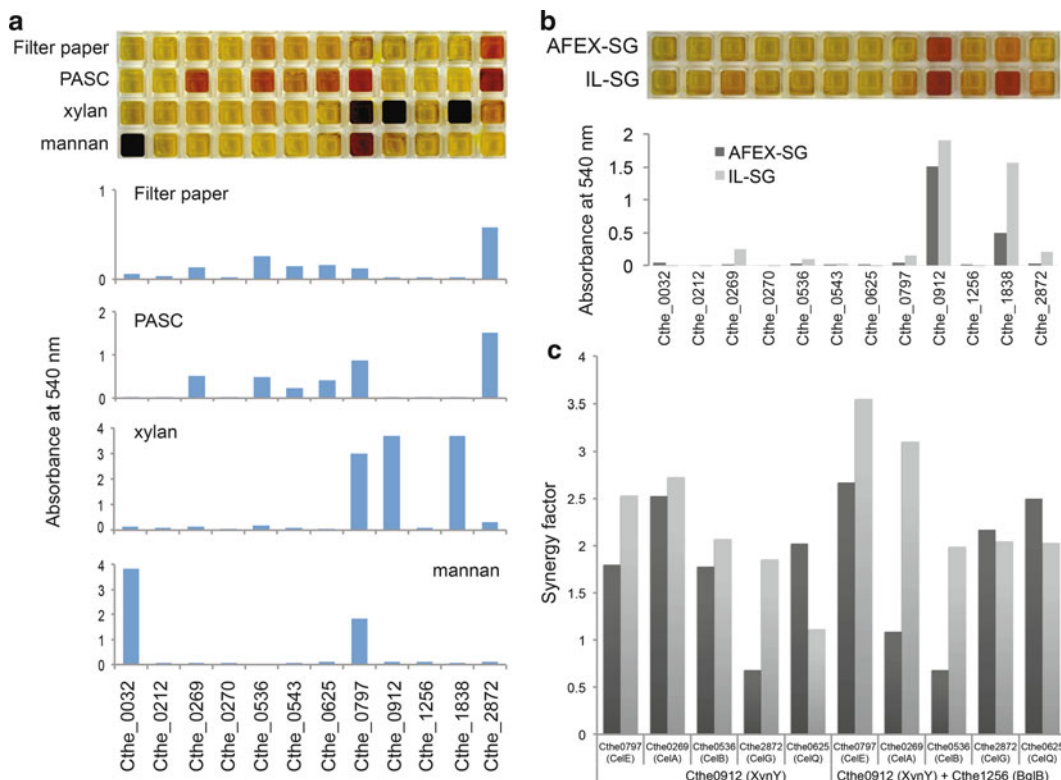 a
Filter paper
PASC
xylan
mannan
Absorbance at 540 nm
Filter paper
1
0
PASC
2
1
0
xylan
4
3
2
1
0
mannan
4
3
2
1
0
Cthe_0032
Cthe_0212
Cthe_0269
Cthe_0270
Cthe_0536
Cthe_0543
Cthe_0625
Cthe_0797
Cthe_0912
Cthe_1256
Cthe_1838
Cthe_2872
b
AFEX-SG
IL-SG
Absorbance at 540 nm
2
1.5
1
0.5
0
AFEX-SG
IL-SG
Cthe_0032
Cthe_0212
Cthe_0269
Cthe_0270
Cthe_0536
Cthe_0543
Cthe_0625
Cthe_0797
Cthe_0912
Cthe_1256
Cthe_1838
Cthe_2872
c
Synergy factor
4
3.5
3
2.5
2
1.5
1
0.5
0
Cthe0797 Cthe0269 Cthe0536 Cthe2872 Cthe0625 Cthe0797 Cthe0269 Cthe0536 Cthe2872 Cthe0625
(CelE) (CelA) (CelB) (CelG) (CelQ) (CelE) (CelA) (CelB) (CelG) (CelQ)
Cthe0912 (XynY) Cthe0912 (XynY) + Cthe1256 (BglB)